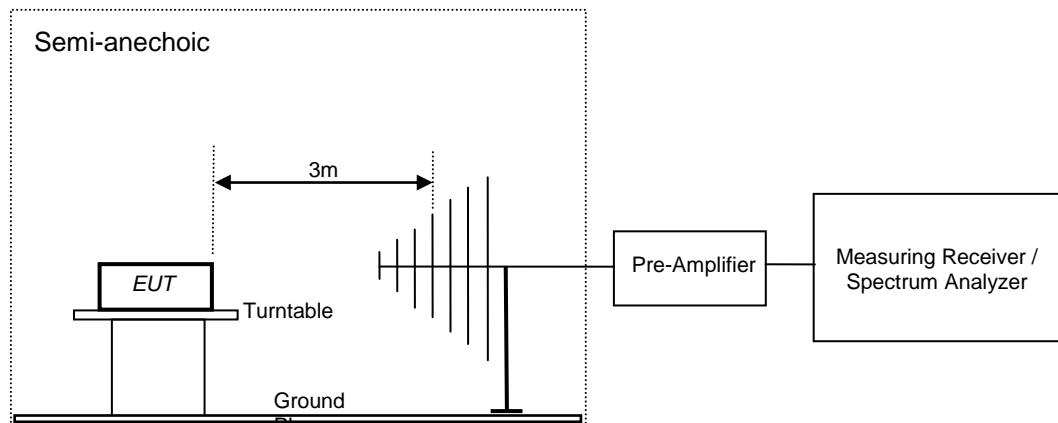 Semi-anechoic
3m
EUT
Turntable
Ground
Pre-Amplifier
Measuring Receiver /
Spectrum Analyzer